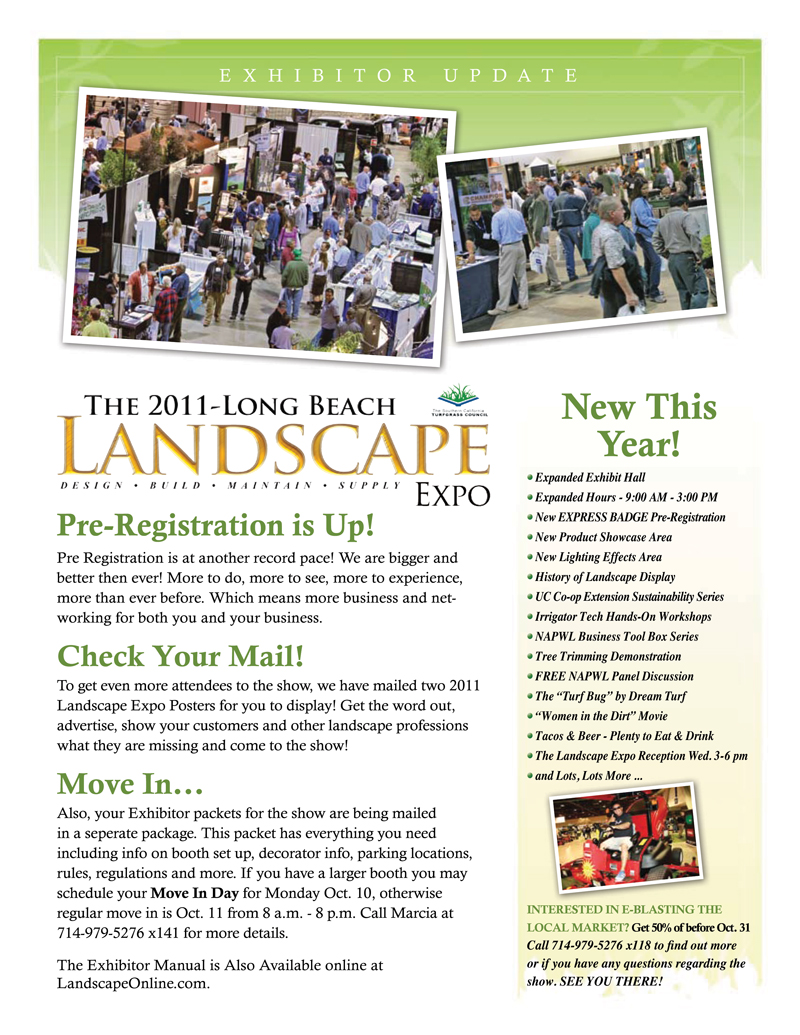 EXHIBITOR UPDATE
THE 2011-LONG BEACH
LANDSCAPE
DESIGN • BUILD • MAINTAIN • SUPPLY
EXPO
The Southern California
TURFGRASS COUNCIL
Pre-Registration is Up!
Pre Registration is at another record pace! We are bigger and
better then ever! More to do, more to see, more to experience,
more than ever before. Which means more business and net-
working for both you and your business.
Check Your Mail!
To get even more attendees to the show, we have mailed two 2011
Landscape Expo Posters for you to display! Get the word out,
advertise, show your customers and other landscape professions
what they are missing and come to the show!
Move In…
Also, your Exhibitor packets for the show are being mailed
in a seperate package. This packet has everything you need
including info on booth set up, decorator info, parking locations,
rules, regulations and more. If you have a larger booth you may
schedule your Move In Day for Monday Oct. 10, otherwise
regular move in is Oct. 11 from 8 a.m. - 8 p.m. Call Marcia at
714-979-5276 x141 for more details.
The Exhibitor Manual is Also Available online at
LandscapeOnline.com.
New This
Year!
Expanded Exhibit Hall
Expanded Hours - 9:00 AM - 3:00 PM
New EXPRESS BADGE Pre-Registration
New Product Showcase Area
New Lighting Effects Area
History of Landscape Display
UC Co-op Extension Sustainability Series
Irrigator Tech Hands-On Workshops
NAPWL Business Tool Box Series
Tree Trimming Demonstration
FREE NAPWL Panel Discussion
The “Turf Bug” by Dream Turf
“Women in the Dirt” Movie
Tacos & Beer - Plenty to Eat & Drink
The Landscape Expo Reception Wed. 3-6 pm
and Lots, Lots More ...
INTERESTED IN E-BLASTING THE
LOCAL MARKET? Get 50% of before Oct. 31
Call 714-979-5276 x118 to find out more
or if you have any questions regarding the
show. SEE YOU THERE!